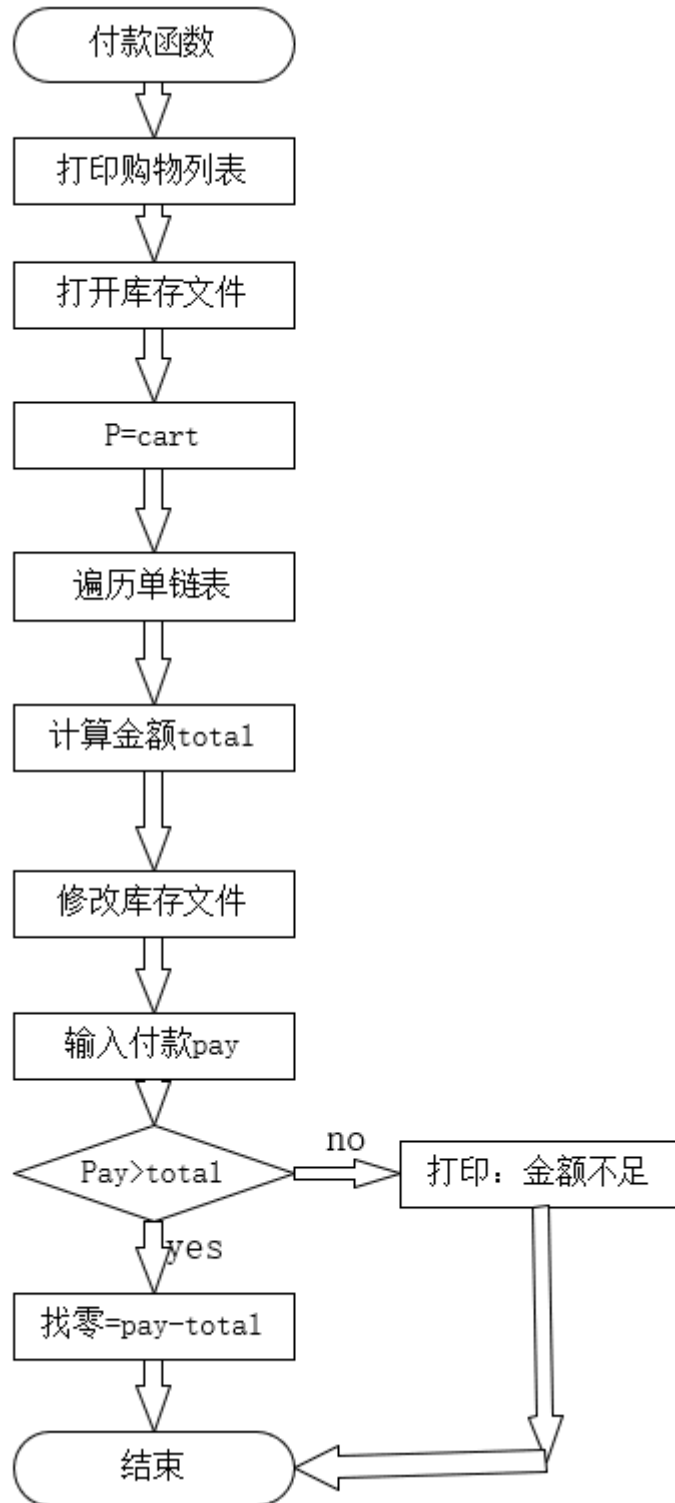 付款函数
打印购物列表
打开库存文件
P=cart
遍历单链表
计算金额total
修改库存文件
输入付款pay
Pay>total
no
打印：金额不足
yes
找零=pay-total
结束